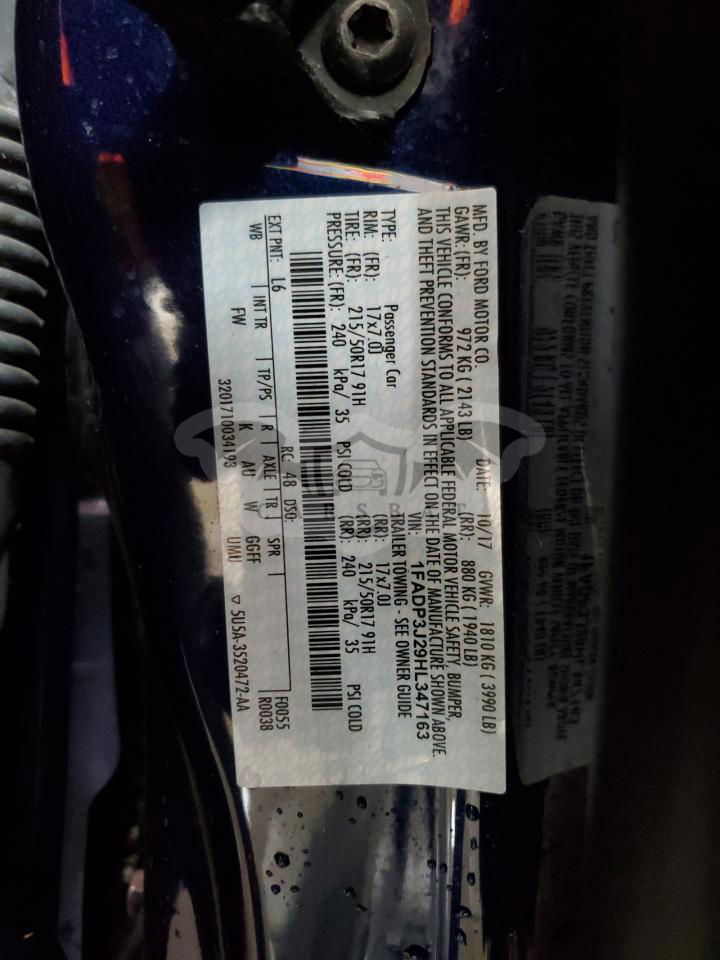 MFD. BY FORD MOTOR CO.
DATE: 10/17 GVWR: 1810 KG ( 3990 LB)
GAWR: (FR): 972 KG ( 2143 LB) (RR): 880 KG ( 1940 LB)
THIS VEHICLE CONFORMS TO ALL APPLICABLE FEDERAL MOTOR VEHICLE SAFETY, BUMPER,
AND THEFT PREVENTION STANDARDS IN EFFECT ON THE DATE OF MANUFACTURE SHOWN ABOVE.
VIN: 1FADP3J29HL347163
TYPE: Passenger Car TRAILER TOWING - SEE OWNER GUIDE
RIM: (FR): 17x7.0J (RR): 17x7.0J
TIRE: (FR): 215/50R17 91H (RR): 215/50R17 91H
PRESSURE: (FR): 240 kPa/ 35 PSI COLD (RR): 240 kPa/ 35 PSI COLD
EXT PNT: L6 RC: 48 DSO: F0055
WB INT TR TP/PS R AXLE TR SPR R0038
FW K AU W GGFF
3201710034193 UMU ▽ 5U5A-3520472-AA